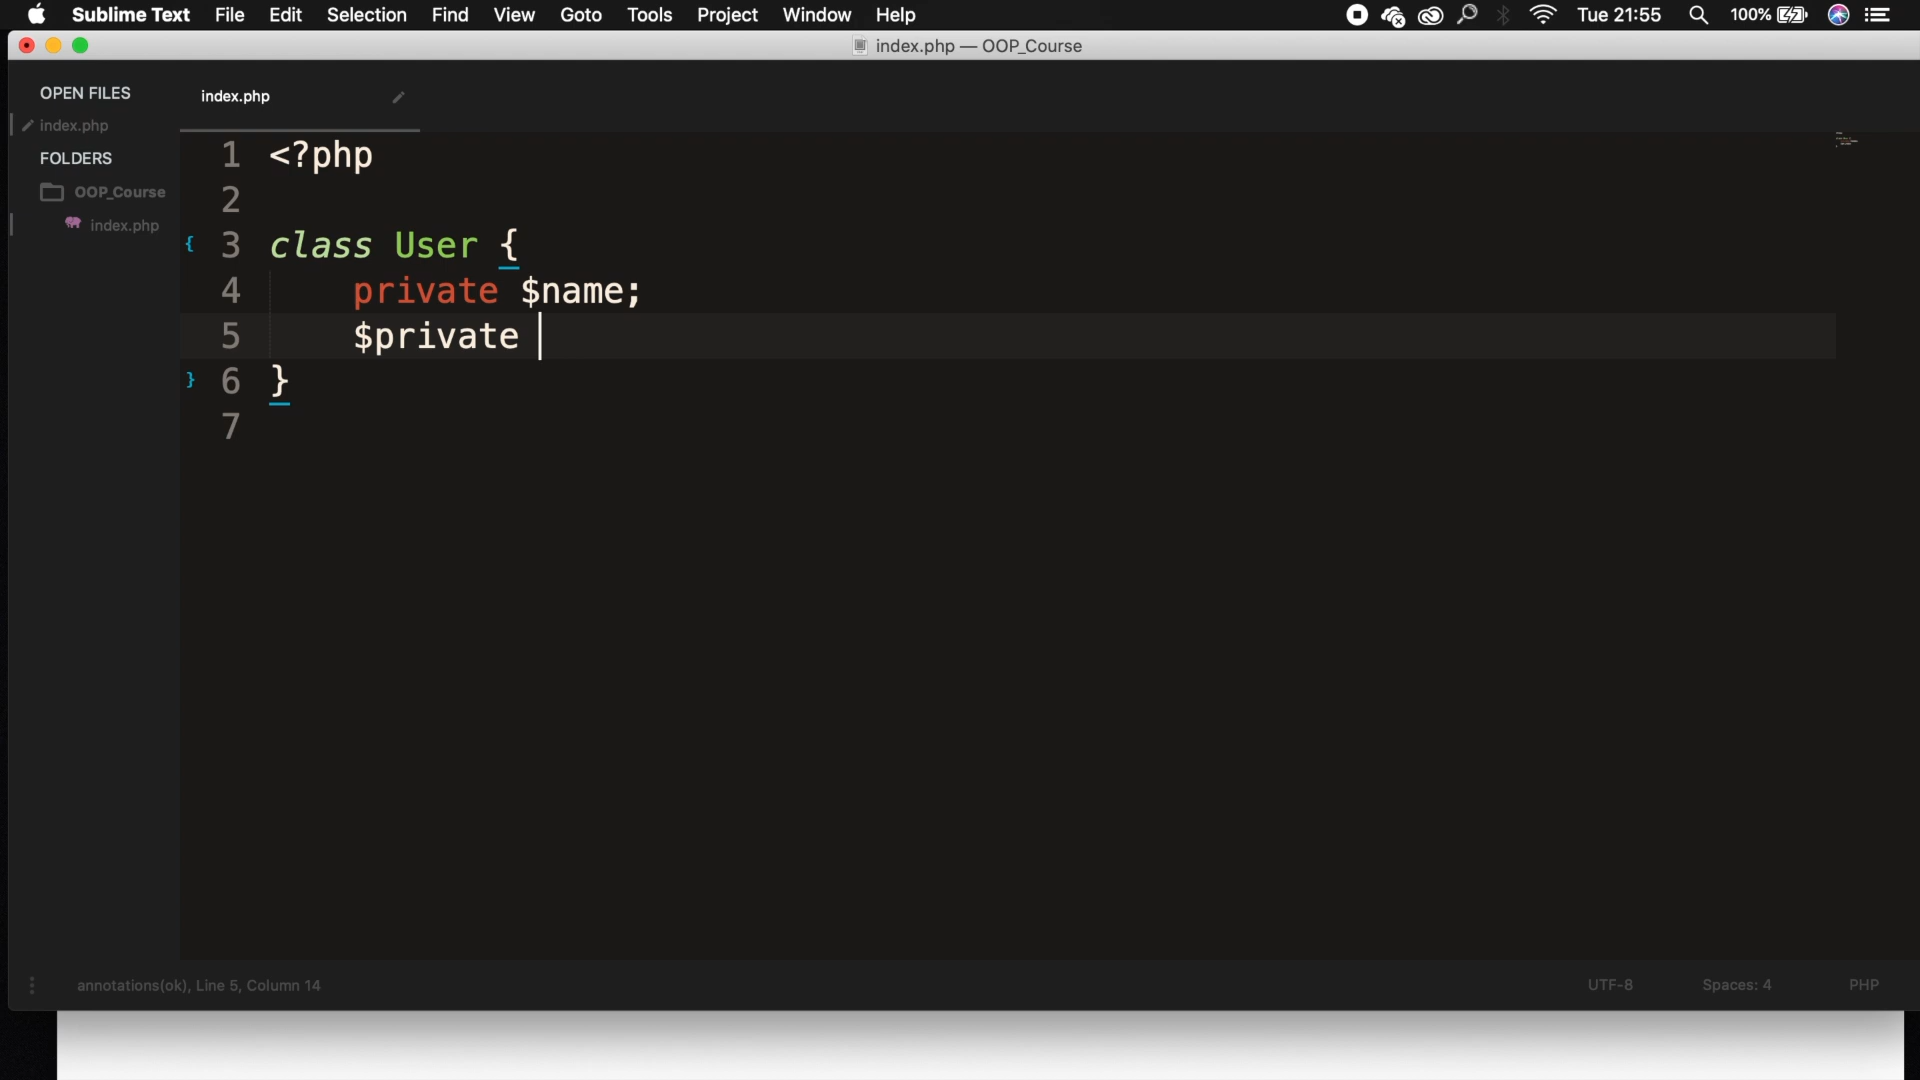 Sublime Text File Edit Selection Find View Goto Tools Project Window Help Tue 21:55 100%
index.php — OOP_Course
OPEN FILES
index.php
FOLDERS
OOP_Course
index.php
index.php
1 <?php
2
{ 3 class User {
4 private $name;
5 $private
} 6 }
7
annotations(ok), Line 5, Column 14 UTF-8 Spaces: 4 PHP